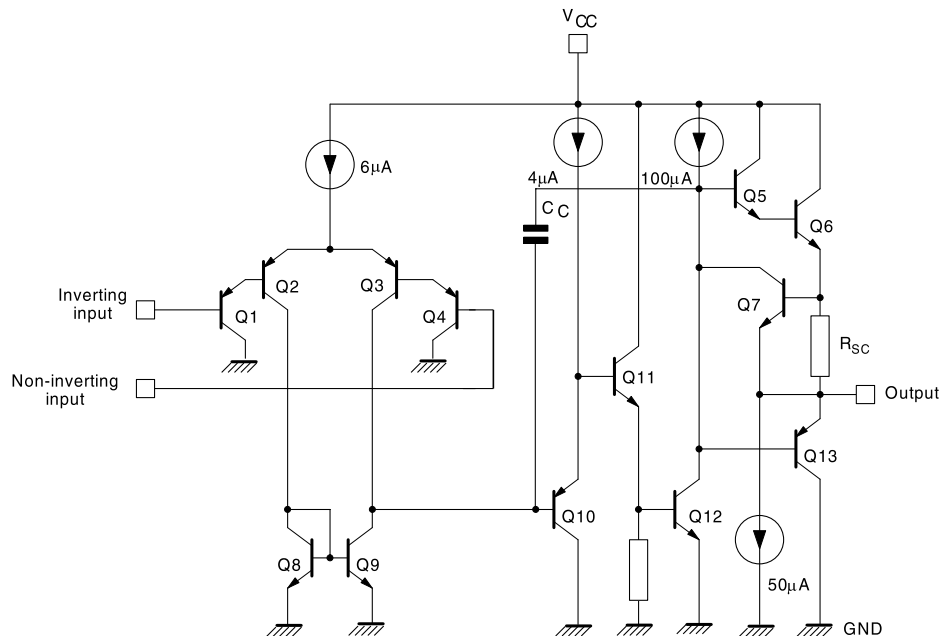 VCC
6μA
4μA
100μA
CC
Q5
Q6
Q2
Q3
Inverting
input
Q1
Q4
Q7
RSC
Non-inverting
input
Q11
Output
Q13
Q10
Q12
Q8
Q9
50μA
GND